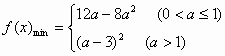 f(x)min = { 12a − 8a² (0 < a ≤ 1)
(a − 3)² (a > 1)